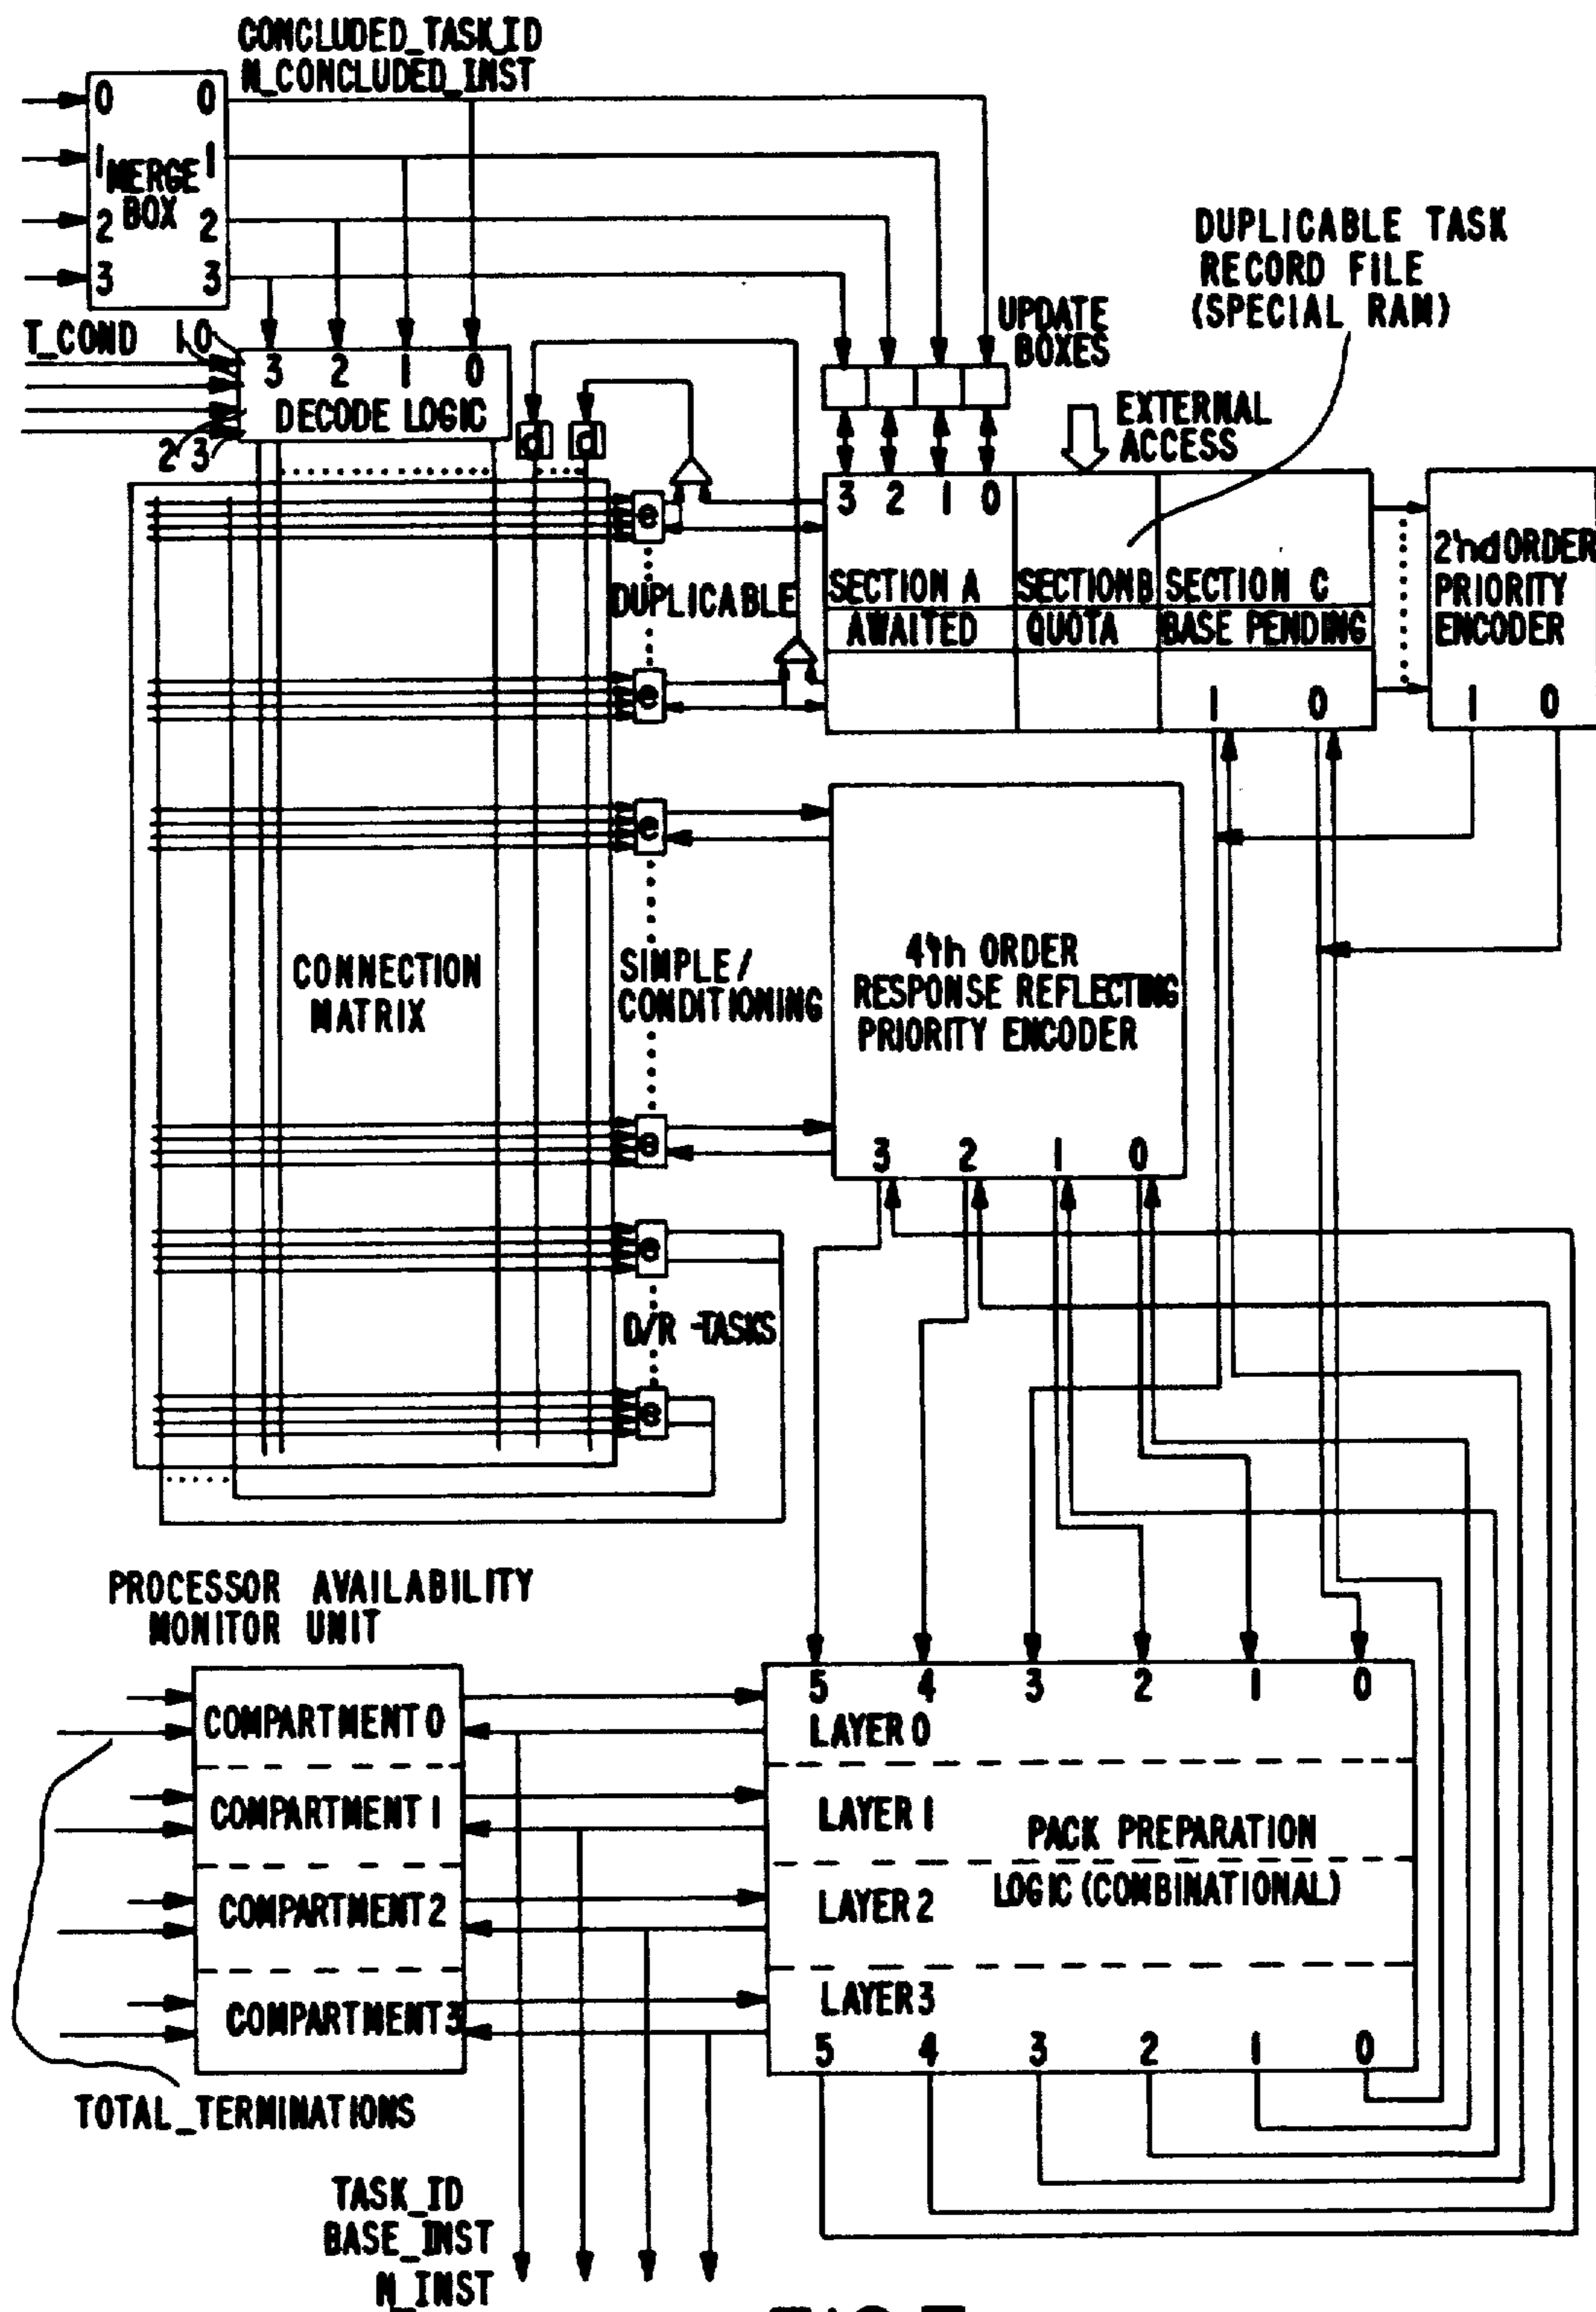 CONCLUDED_TASK_ID
N_CONCLUDED_INST
0 0
1 1
MERGE
BOX
2 2
3 3
DUPLICABLE TASK
RECORD FILE
(SPECIAL RAM)
UPDATE
BOXES
T_COND 1 0
3 2 1 0
DECODE LOGIC
2 3
d d
EXTERNAL
ACCESS
3 2 1 0
e
2'nd ORDER
PRIORITY
ENCODER
DUPLICABLE
SECTION A SECTION B SECTION C
AWAITED QUOTA BASE PENDING
e
1 0
1 0
e
CONNECTION
MATRIX
SIMPLE/
CONDITIONING
4'th ORDER
RESPONSE REFLECTING
PRIORITY ENCODER
e
3 2 1 0
e
D/R -TASKS
e
PROCESSOR AVAILABILITY
MONITOR UNIT
5 4 3 2 1 0
COMPARTMENT 0
LAYER 0
COMPARTMENT 1
LAYER 1
PACK PREPARATION
LOGIC (COMBINATIONAL)
COMPARTMENT 2
LAYER 2
COMPARTMENT 3
LAYER 3
5 4 3 2 1 0
TOTAL_TERMINATIONS
TASK_ID
BASE_INST
N_INST